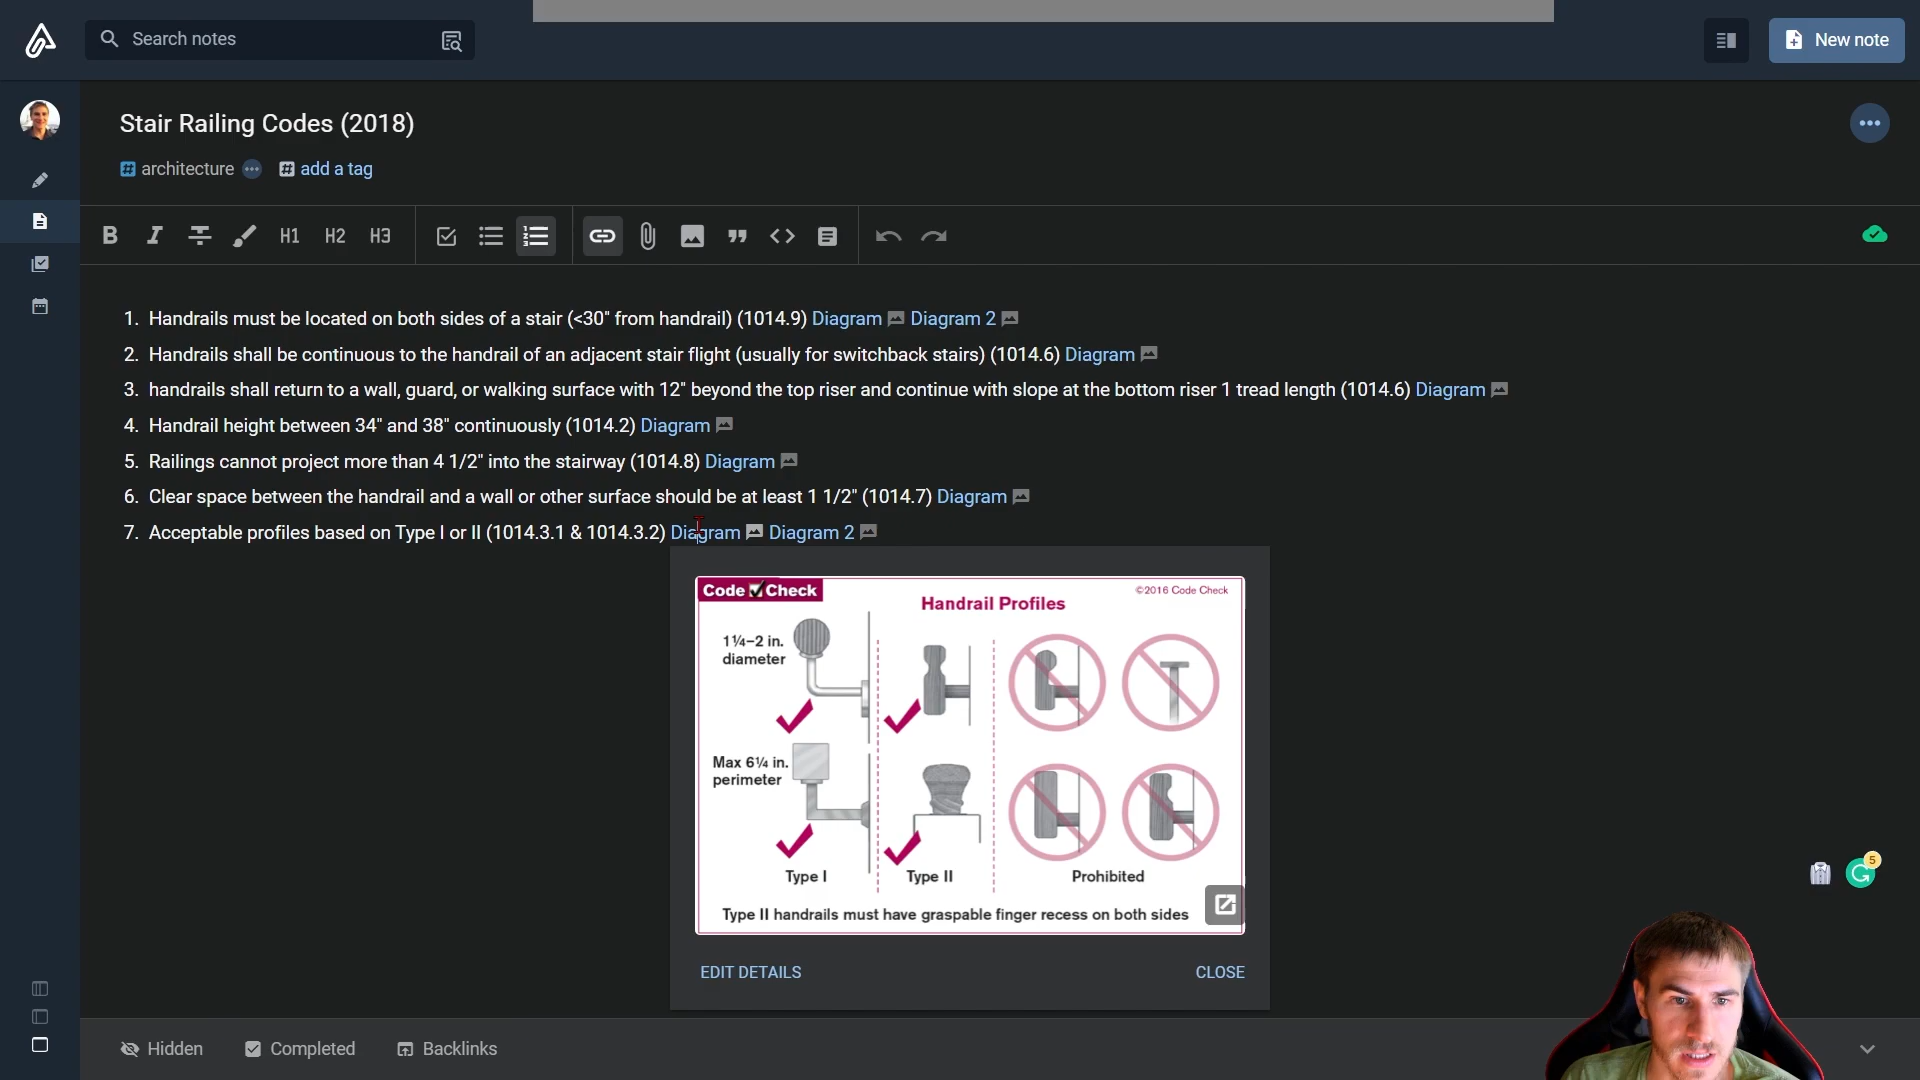 Search notes
New note
Stair Railing Codes (2018)
architecture
add a tag
B I H1 H2 H3
1. Handrails must be located on both sides of a stair (<30" from handrail) (1014.9) Diagram Diagram 2
2. Handrails shall be continuous to the handrail of an adjacent stair flight (usually for switchback stairs) (1014.6) Diagram
3. handrails shall return to a wall, guard, or walking surface with 12" beyond the top riser and continue with slope at the bottom riser 1 tread length (1014.6) Diagram
4. Handrail height between 34" and 38" continuously (1014.2) Diagram
5. Railings cannot project more than 4 1/2" into the stairway (1014.8) Diagram
6. Clear space between the handrail and a wall or other surface should be at least 1 1/2" (1014.7) Diagram
7. Acceptable profiles based on Type I or II (1014.3.1 & 1014.3.2) Diagram Diagram 2
Code Check
©2016 Code Check
Handrail Profiles
1¼–2 in.
diameter
Max 6¼ in.
perimeter
Type I
Type II
Prohibited
Type II handrails must have graspable finger recess on both sides
EDIT DETAILS
CLOSE
5
Hidden
Completed
Backlinks